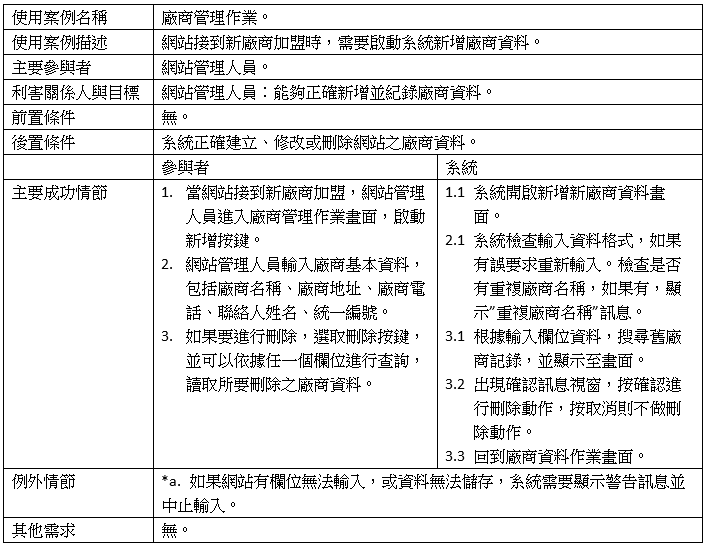 使用案例名稱 廠商管理作業。
使用案例描述 網站接到新廠商加盟時，需要啟動系統新增廠商資料。
主要參與者 網站管理人員。
利害關係人與目標 網站管理人員：能夠正確新增並紀錄廠商資料。
前置條件 無。
後置條件 系統正確建立、修改或刪除網站之廠商資料。
參與者 系統
主要成功情節
1. 當網站接到新廠商加盟，網站管理
人員進入廠商管理作業畫面，啟動
新增按鍵。
2. 網站管理人員輸入廠商基本資料，
包括廠商名稱、廠商地址、廠商電
話、聯絡人姓名、統一編號。
3. 如果要進行刪除，選取刪除按鍵，
並可以依據任一個欄位進行查詢，
讀取所要刪除之廠商資料。
1.1 系統開啟新增新廠商資料畫
面。
2.1 系統檢查輸入資料格式，如果
有誤要求重新輸入。檢查是否
有重複廠商名稱，如果有，顯
示”重複廠商名稱”訊息。
3.1 根據輸入欄位資料，搜尋舊廠
商記錄，並顯示至畫面。
3.2 出現確認訊息視窗，按確認進
行刪除動作，按取消則不做刪
除動作。
3.3 回到廠商資料作業畫面。
例外情節 *a. 如果網站有欄位無法輸入，或資料無法儲存，系統需要顯示警告訊息並
中止輸入。
其他需求 無。